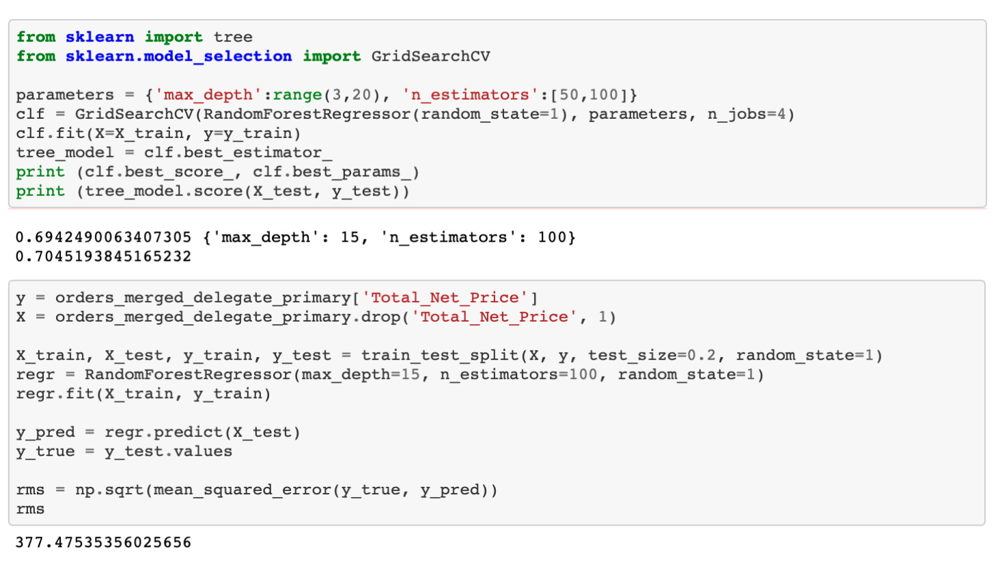 from sklearn import tree
from sklearn.model_selection import GridSearchCV
parameters = {'max_depth':range(3,20), 'n_estimators':[50,100]}
clf = GridSearchCV(RandomForestRegressor(random_state=1), parameters, n_jobs=4)
clf.fit(X=X_train, y=y_train)
tree_model = clf.best_estimator_
print (clf.best_score_, clf.best_params_)
print (tree_model.score(X_test, y_test))
0.6942490063407305 {'max_depth': 15, 'n_estimators': 100}
0.7045193845165232
y = orders_merged_delegate_primary['Total_Net_Price']
X = orders_merged_delegate_primary.drop('Total_Net_Price', 1)
X_train, X_test, y_train, y_test = train_test_split(X, y, test_size=0.2, random_state=1)
regr = RandomForestRegressor(max_depth=15, n_estimators=100, random_state=1)
regr.fit(X_train, y_train)
y_pred = regr.predict(X_test)
y_true = y_test.values
rms = np.sqrt(mean_squared_error(y_true, y_pred))
rms
377.47535356025656